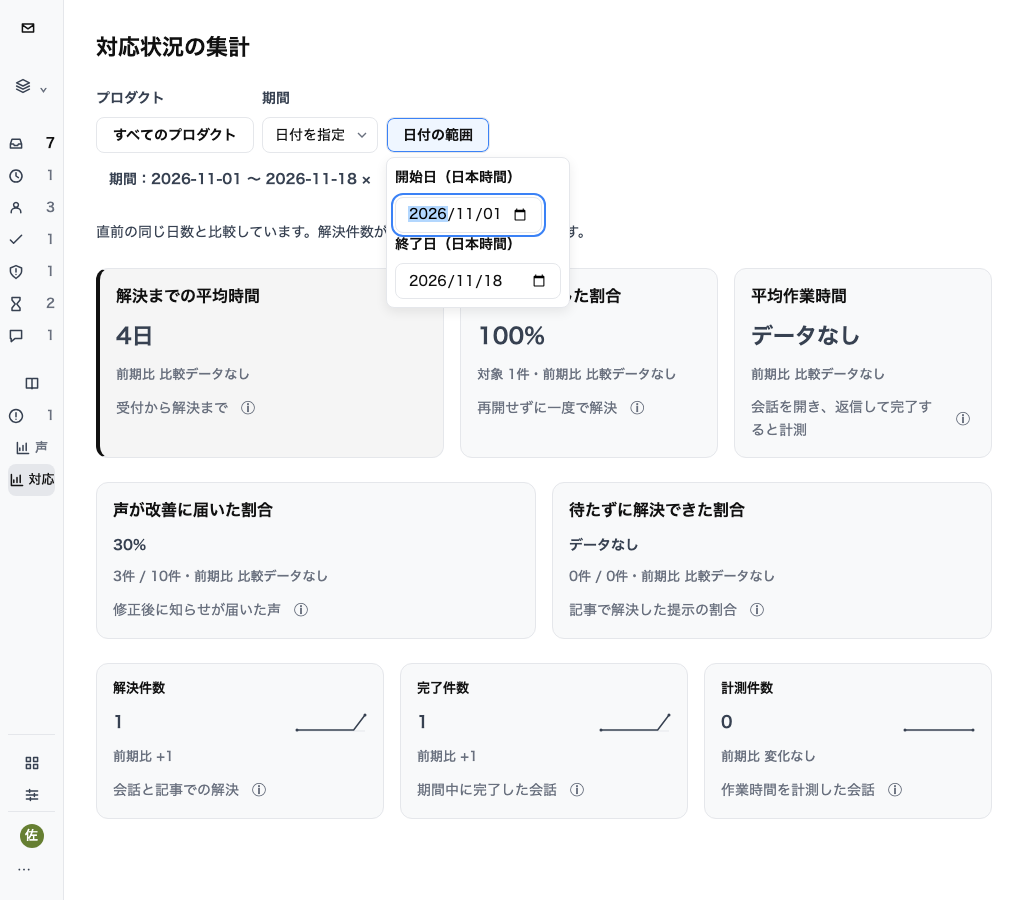 対応状況の集計
プロダクト
期間
すべてのプロダクト
日付を指定
日付の範囲
期間：2026-11-01 〜 2026-11-18 ×
開始日（日本時間）
2026/11/01
終了日（日本時間）
2026/11/18
直前の同じ日数と比較しています。解決件数が
す。
7
1
3
1
1
2
1
1
声
対応
佐
…
解決までの平均時間
4日
前期比 比較データなし
受付から解決まで
した割合
100%
対象 1件・前期比 比較データなし
再開せずに一度で解決
平均作業時間
データなし
前期比 比較データなし
会話を開き、返信して完了す
ると計測
声が改善に届いた割合
30%
3件 / 10件・前期比 比較データなし
修正後に知らせが届いた声
待たずに解決できた割合
データなし
0件 / 0件・前期比 比較データなし
記事で解決した提示の割合
解決件数
1
前期比 +1
会話と記事での解決
完了件数
1
前期比 +1
期間中に完了した会話
計測件数
0
前期比 変化なし
作業時間を計測した会話